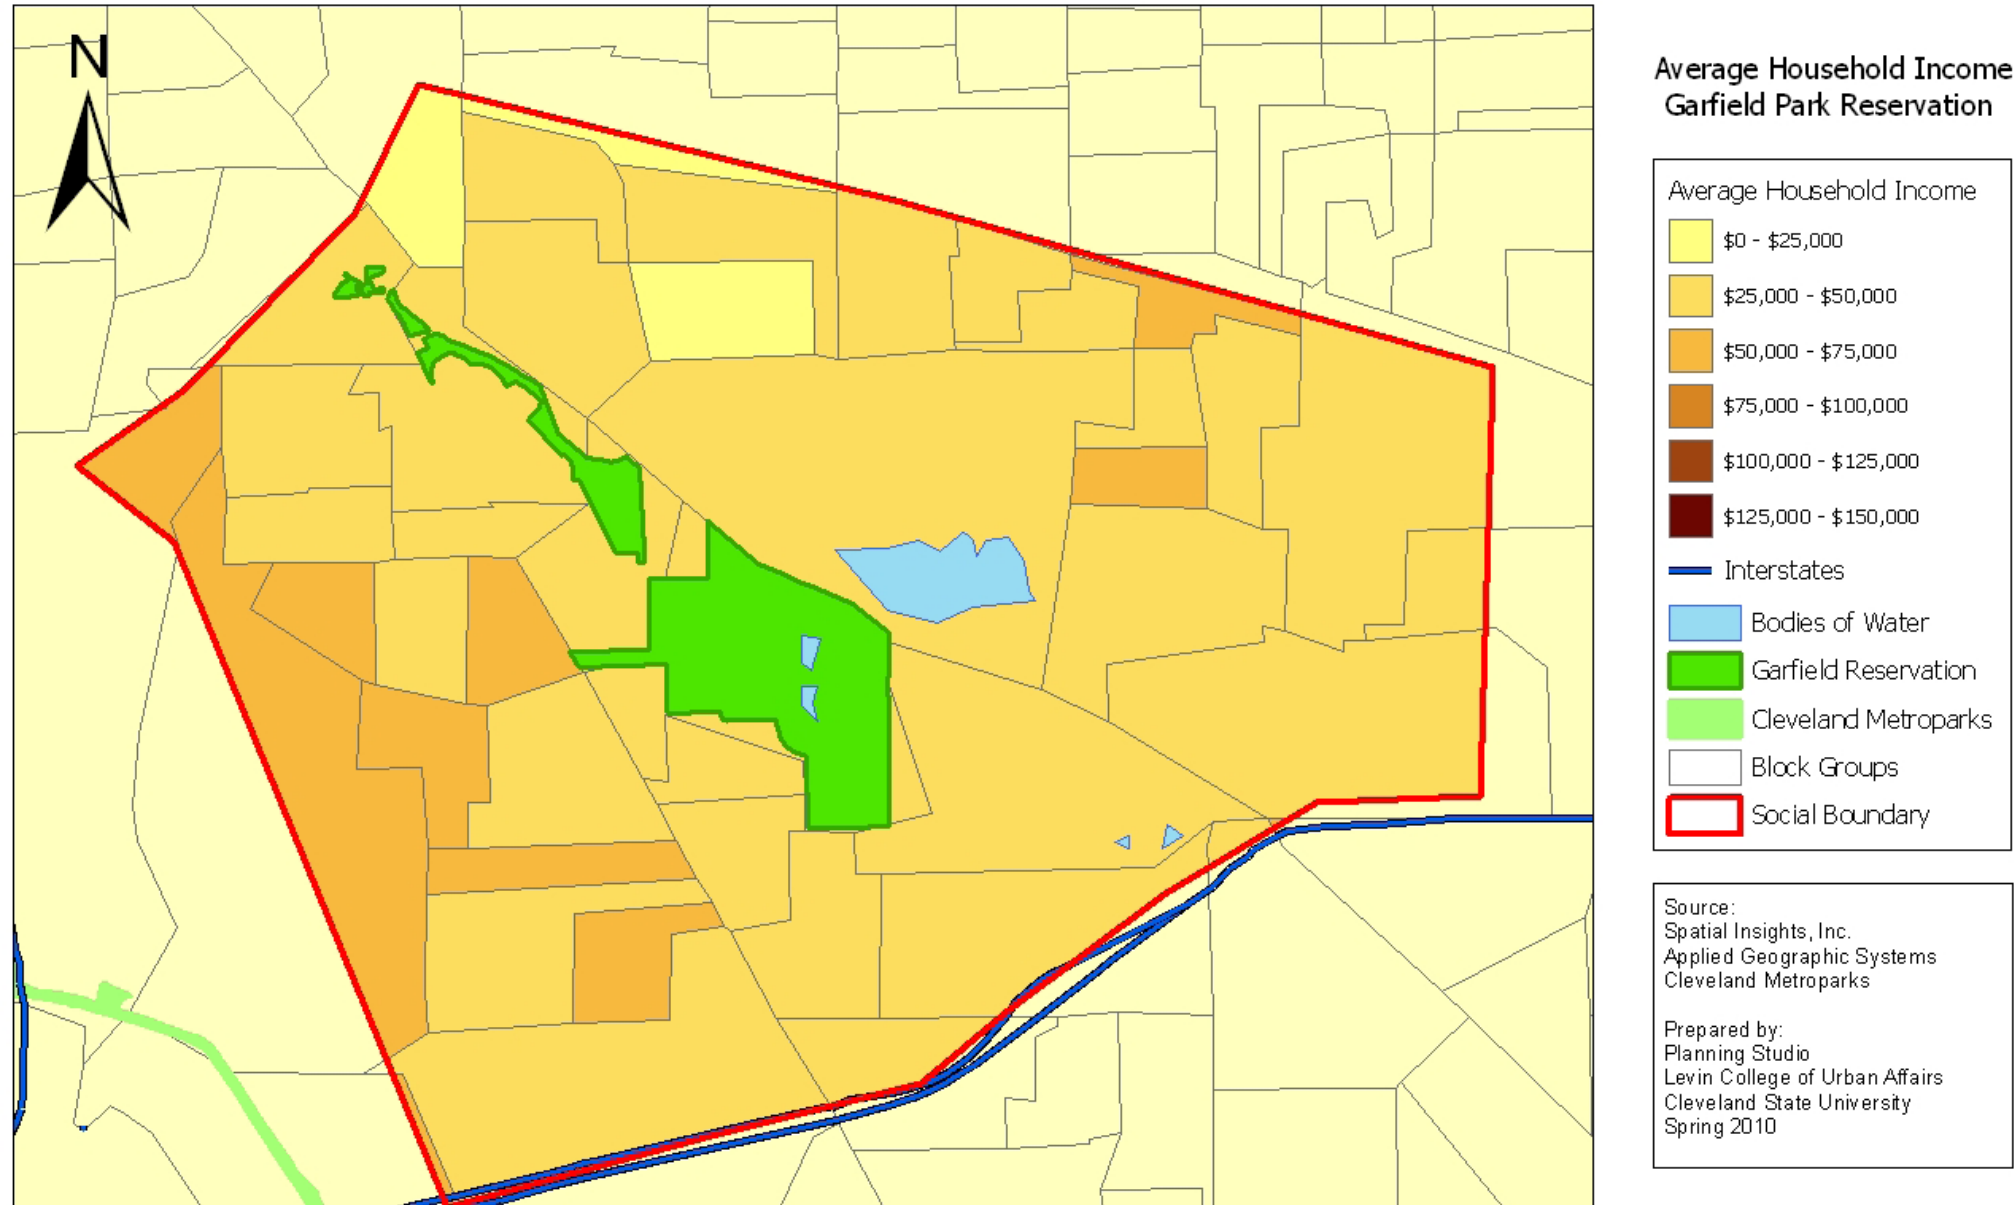 N
Average Household Income
Garfield Park Reservation
Average Household Income
$0 - $25,000
$25,000 - $50,000
$50,000 - $75,000
$75,000 - $100,000
$100,000 - $125,000
$125,000 - $150,000
Interstates
Bodies of Water
Garfield Reservation
Cleveland Metroparks
Block Groups
Social Boundary
Source:
Spatial Insights, Inc.
Applied Geographic Systems
Cleveland Metroparks
Prepared by:
Planning Studio
Levin College of Urban Affairs
Cleveland State University
Spring 2010